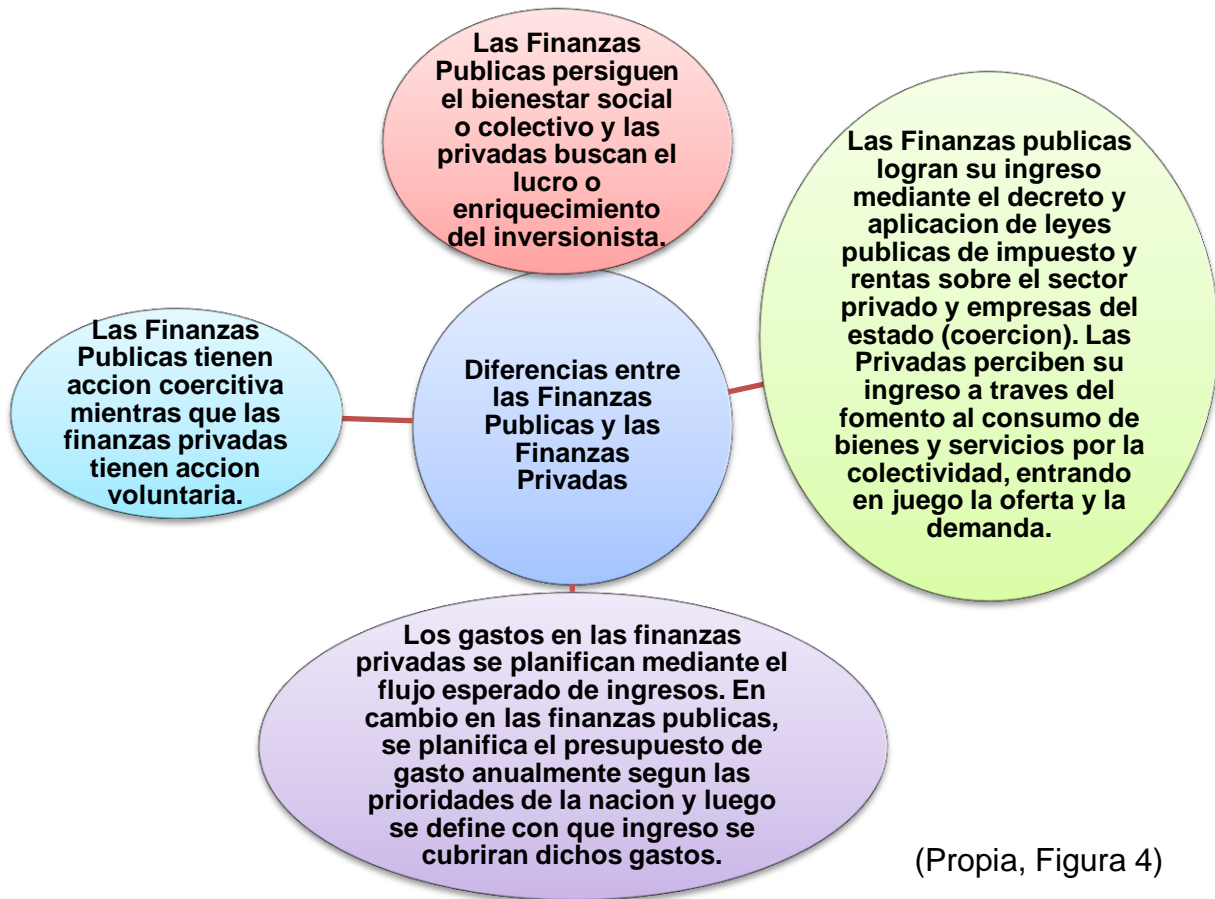 Las Finanzas
Publicas persiguen
el bienestar social
o colectivo y las
privadas buscan el
lucro o
enriquecimiento
del inversionista.
Las Finanzas publicas
logran su ingreso
mediante el decreto y
aplicacion de leyes
publicas de impuesto y
rentas sobre el sector
privado y empresas del
estado (coercion). Las
Privadas perciben su
ingreso a traves del
fomento al consumo de
bienes y servicios por la
colectividad, entrando
en juego la oferta y la
demanda.
Las Finanzas
Publicas tienen
accion coercitiva
mientras que las
finanzas privadas
tienen accion
voluntaria.
Diferencias entre
las Finanzas
Publicas y las
Finanzas
Privadas
Los gastos en las finanzas
privadas se planifican mediante el
flujo esperado de ingresos. En
cambio en las finanzas publicas,
se planifica el presupuesto de
gasto anualmente segun las
prioridades de la nacion y luego
se define con que ingreso se
cubriran dichos gastos.
(Propia, Figura 4)